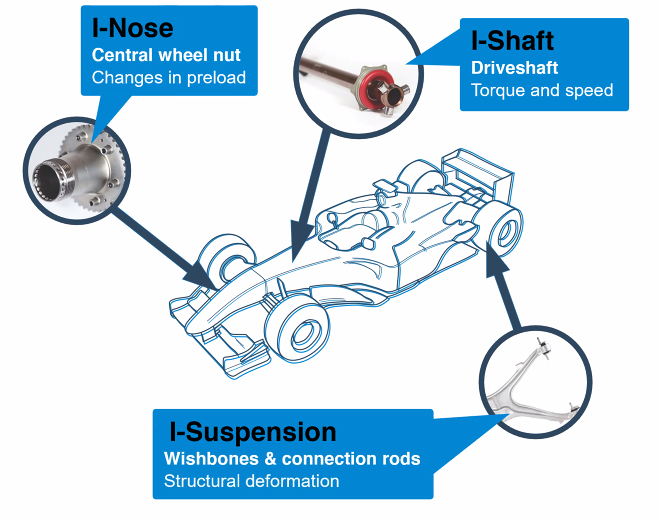 I-Nose
Central wheel nut
Changes in preload
I-Shaft
Driveshaft
Torque and speed
I-Suspension
Wishbones & connection rods
Structural deformation